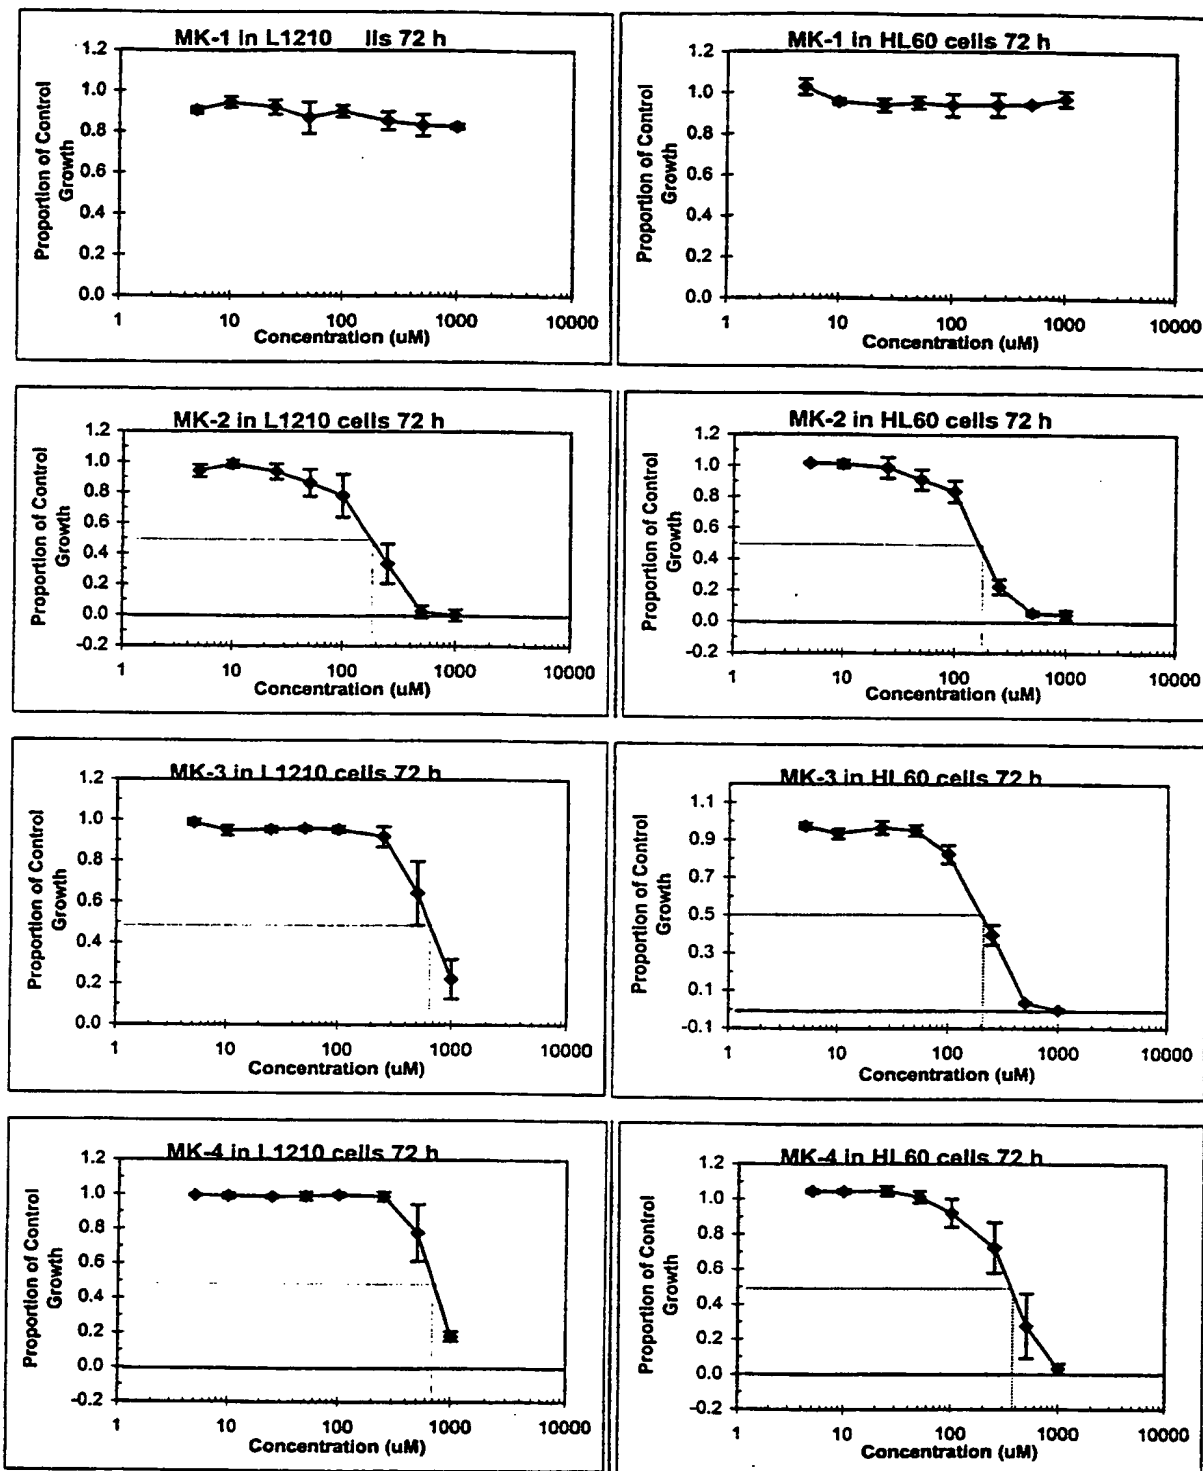 MK-1 in L1210 lls 72 h
1.2
1.0
0.8
0.6
0.4
0.2
0.0
Proportion of Control
Growth
1 10 100 1000 10000
Concentration (uM)
MK-1 in HL60 cells 72 h
1.2
1.0
0.8
0.6
0.4
0.2
0.0
Proportion of Control
Growth
1 10 100 1000 10000
Concentration (uM)
MK-2 in L1210 cells 72 h
1.2
1.0
0.8
0.6
0.4
0.2
0.0
-0.2
Proportion of Control
Growth
1 10 100 1000 10000
Concentration (uM)
MK-2 in HL60 cells 72 h
1.2
1.0
0.8
0.6
0.4
0.2
0.0
-0.2
Proportion of Control
Growth
1 10 100 1000 10000
Concentration (uM)
MK-3 in L1210 cells 72 h
1.2
1.0
0.8
0.6
0.4
0.2
0.0
Proportion of Control
Growth
1 10 100 1000 10000
Concentration (uM)
MK-3 in HL60 cells 72 h
1.1
0.9
0.7
0.5
0.3
0.1
-0.1
Proportion of Control
Growth
1 10 100 1000 10000
Concentration (uM)
MK-4 in L1210 cells 72 h
1.2
1.0
0.8
0.6
0.4
0.2
0.0
-0.2
Proportion of Control
Growth
1 10 100 1000 10000
Concentration (uM)
MK-4 in HL60 cells 72 h
1.2
1.0
0.8
0.6
0.4
0.2
0.0
-0.2
Proportion of Control
Growth
1 10 100 1000 10000
Concentration (uM)